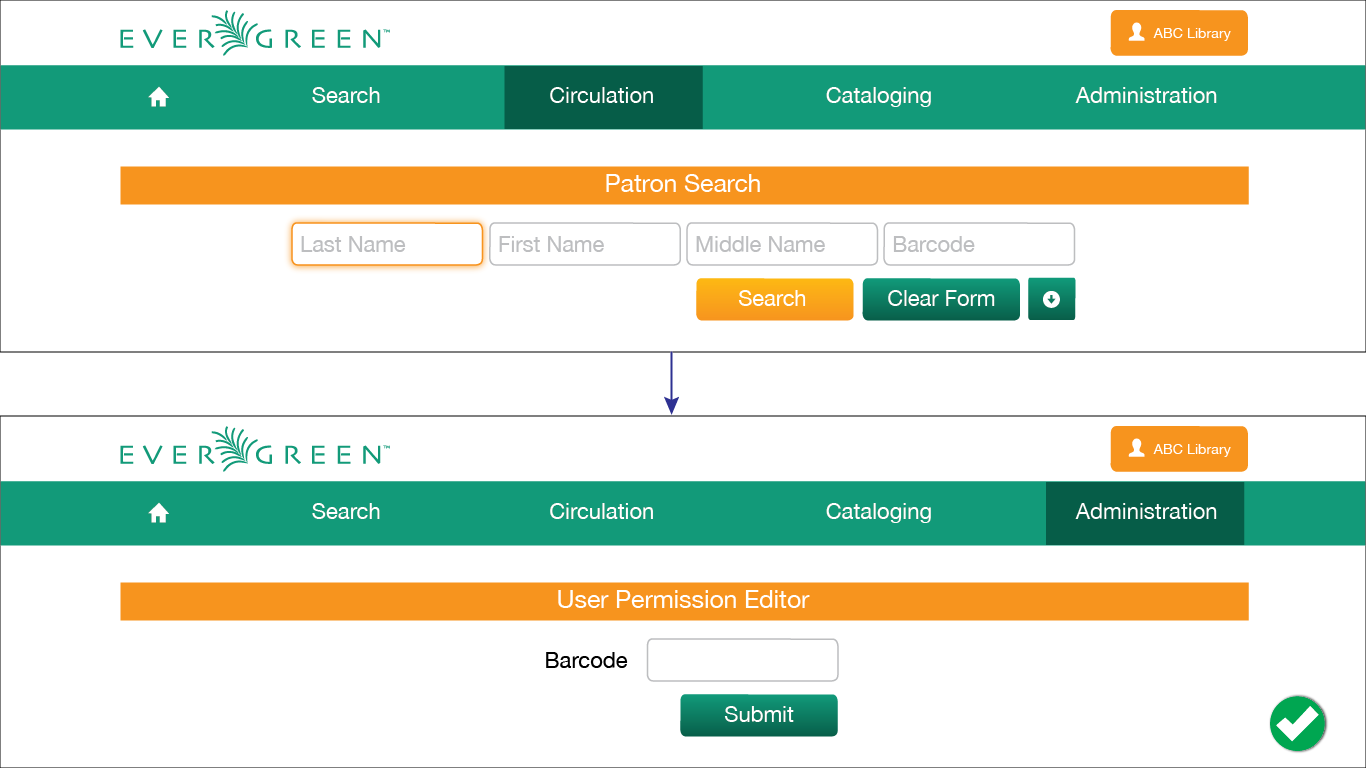 EVERGREEN™
ABC Library
Search Circulation Cataloging Administration
Patron Search
Last Name First Name Middle Name Barcode
Search Clear Form
EVERGREEN™
ABC Library
Search Circulation Cataloging Administration
User Permission Editor
Barcode
Submit